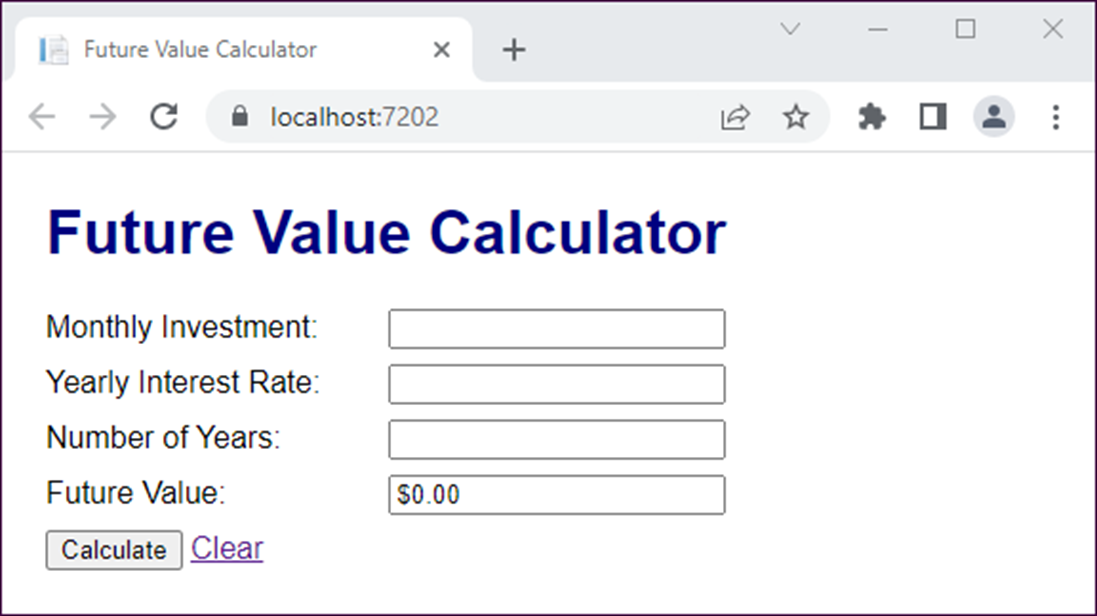 Future Value Calculator
localhost:7202
Future Value Calculator
Monthly Investment:
Yearly Interest Rate:
Number of Years:
Future Value: $0.00
Calculate Clear